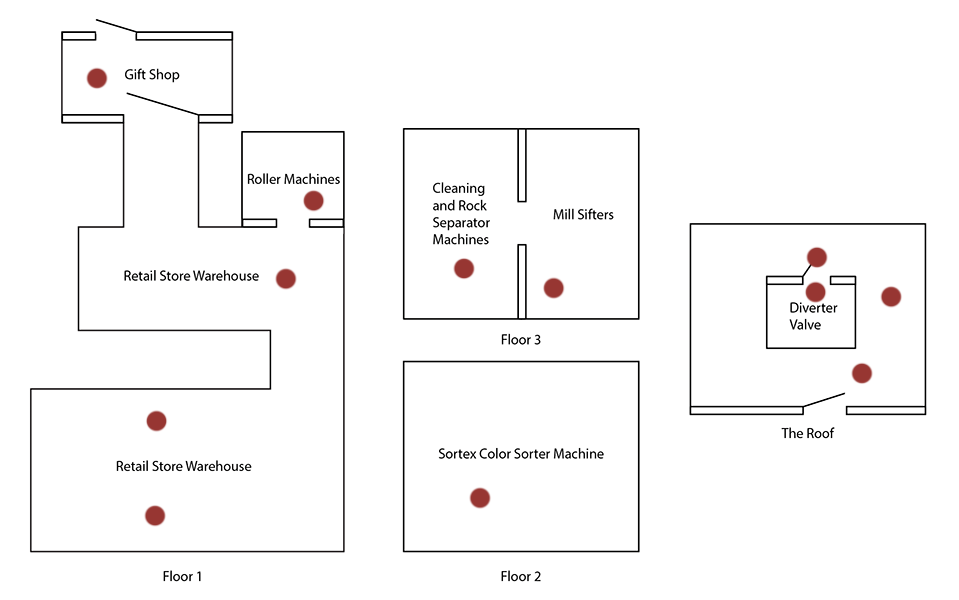 Gift Shop
Roller Machines
Retail Store Warehouse
Retail Store Warehouse
Floor 1
Cleaning
and Rock
Separator
Machines
Mill Sifters
Floor 3
Sortex Color Sorter Machine
Floor 2
Diverter
Valve
The Roof